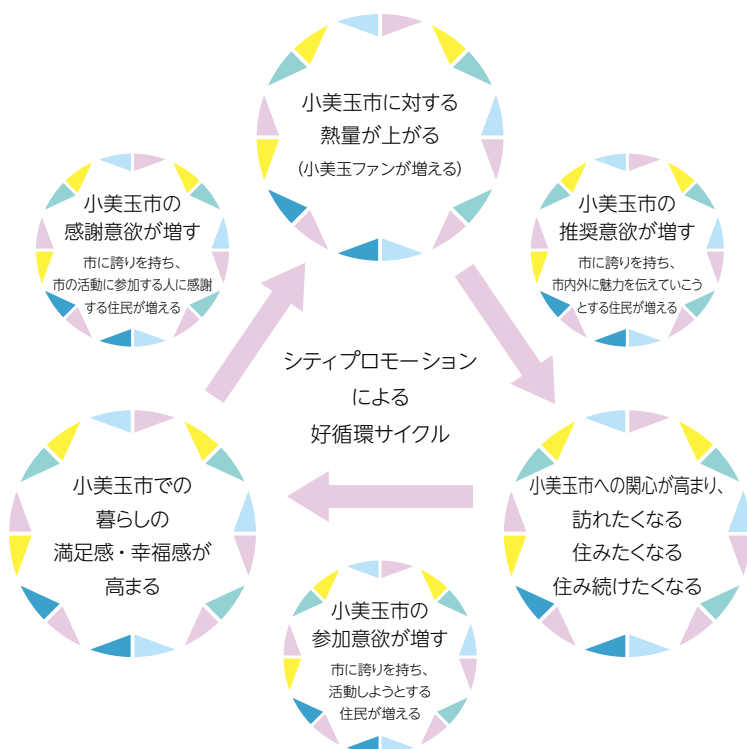 小美玉市に対する
熱量が上がる
(小美玉ファンが増える)
小美玉市の
感謝意欲が増す
市に誇りを持ち、
市の活動に参加する人に感謝
する住民が増える
小美玉市の
推奨意欲が増す
市に誇りを持ち、
市内外に魅力を伝えていこう
とする住民が増える
シティプロモーション
による
好循環サイクル
小美玉市での
暮らしの
満足感・幸福感が
高まる
小美玉市への関心が高まり、
訪れたくなる
住みたくなる
住み続けたくなる
小美玉市の
参加意欲が増す
市に誇りを持ち、
活動しようとする
住民が増える